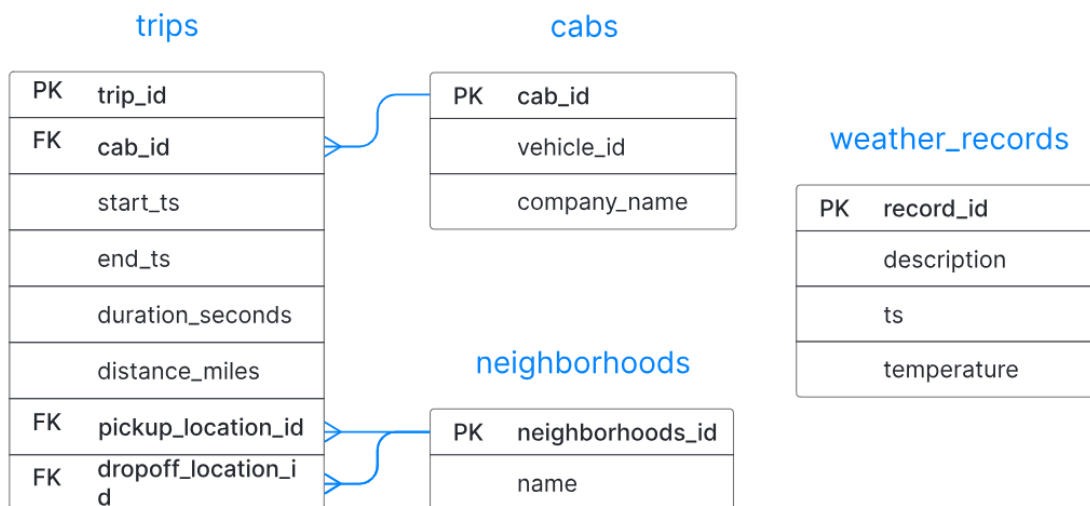 trips
PK trip_id
FK cab_id
start_ts
end_ts
duration_seconds
distance_miles
FK pickup_location_id
FK dropoff_location_i
d
cabs
PK cab_id
vehicle_id
company_name
neighborhoods
PK neighborhoods_id
name
weather_records
PK record_id
description
ts
temperature